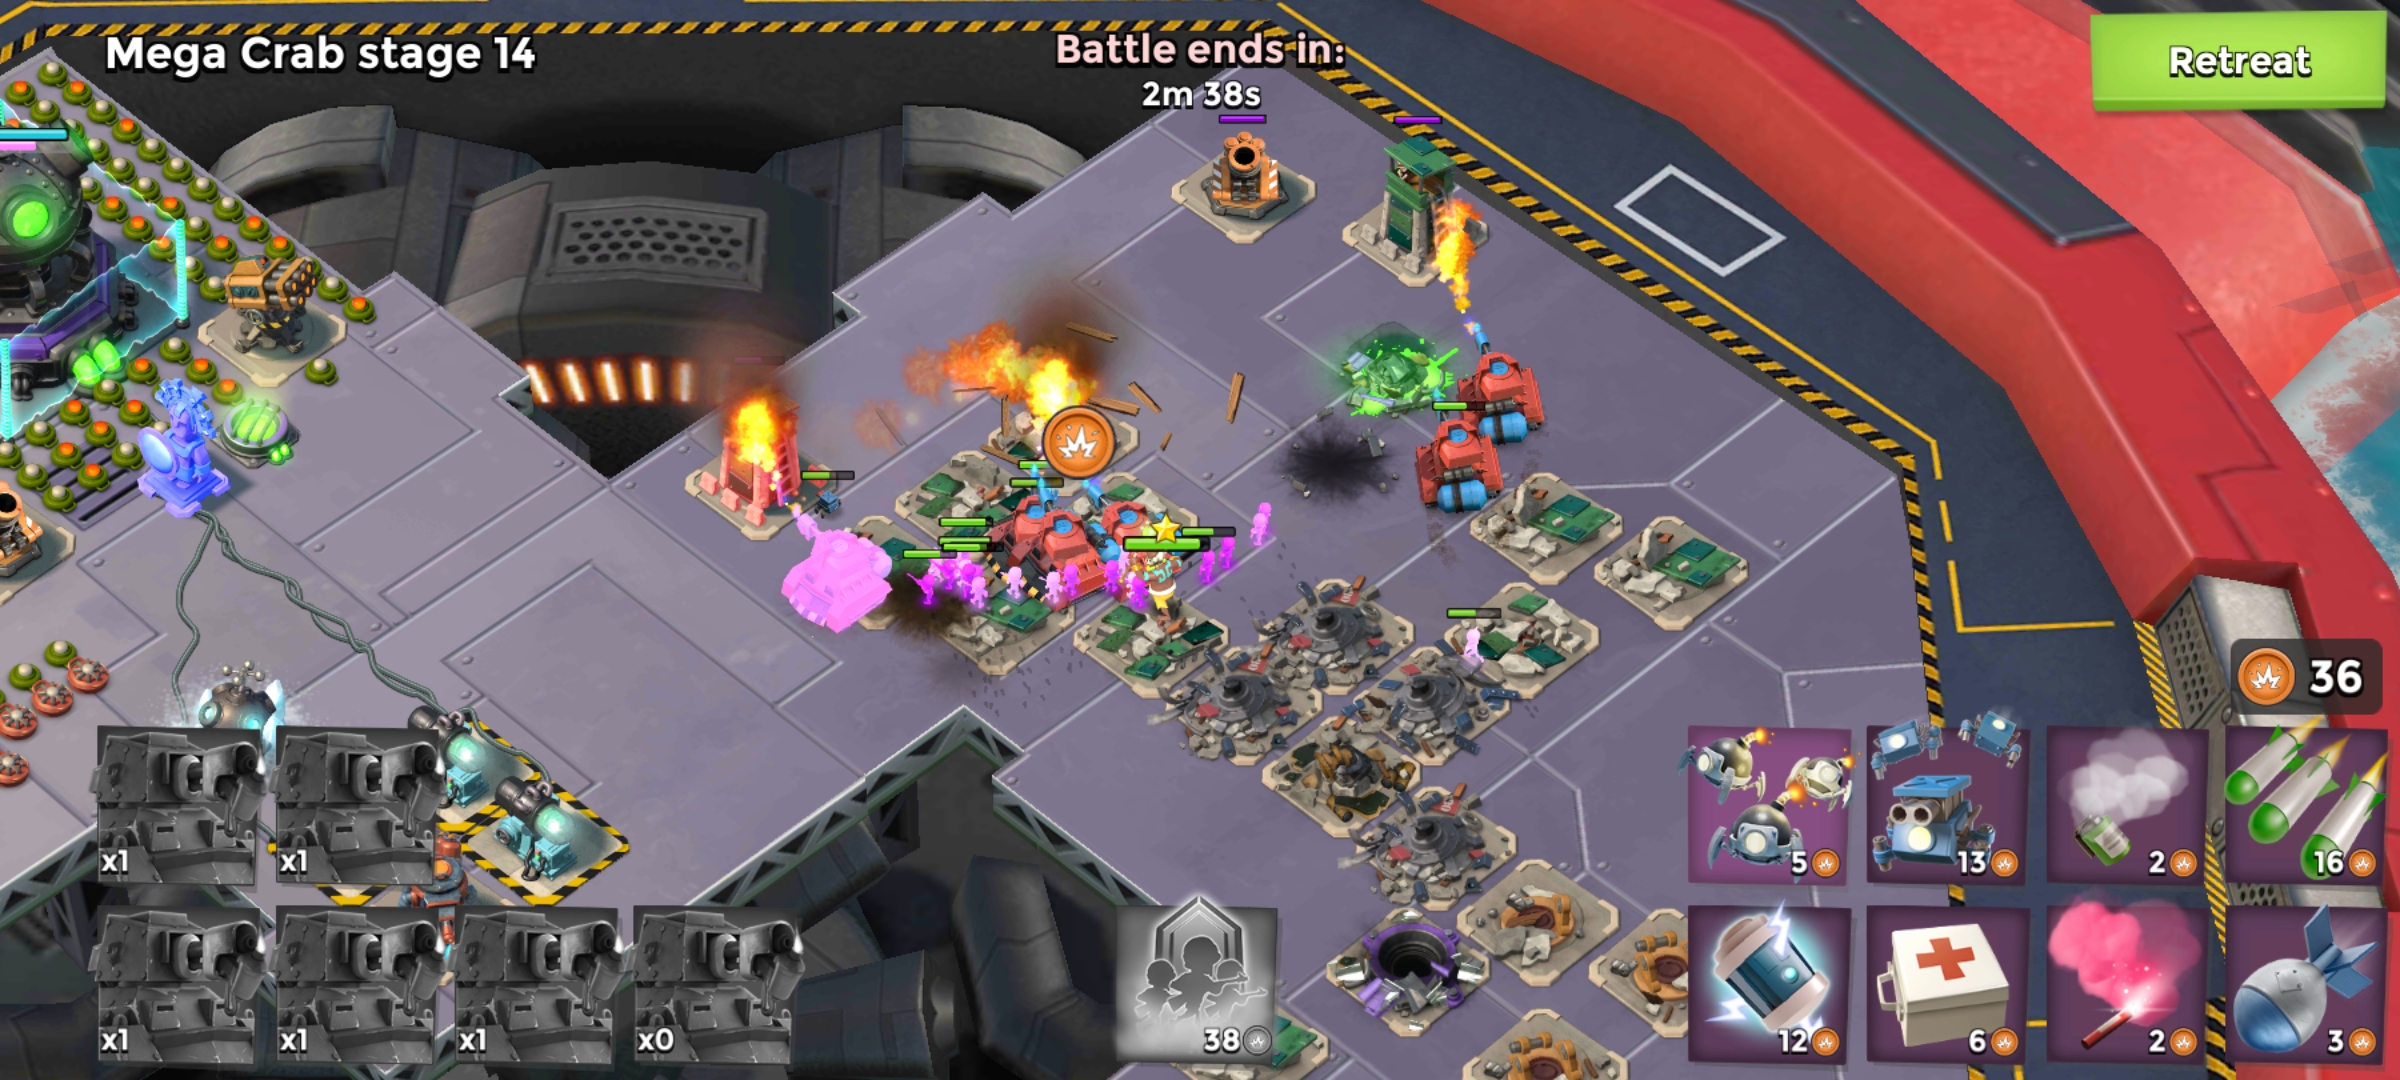 Mega Crab stage 14
Battle ends in:
2m 38s
Retreat
36
x1
x1
5
13
2
16
x1
x1
x1
x0
38
12
6
2
3